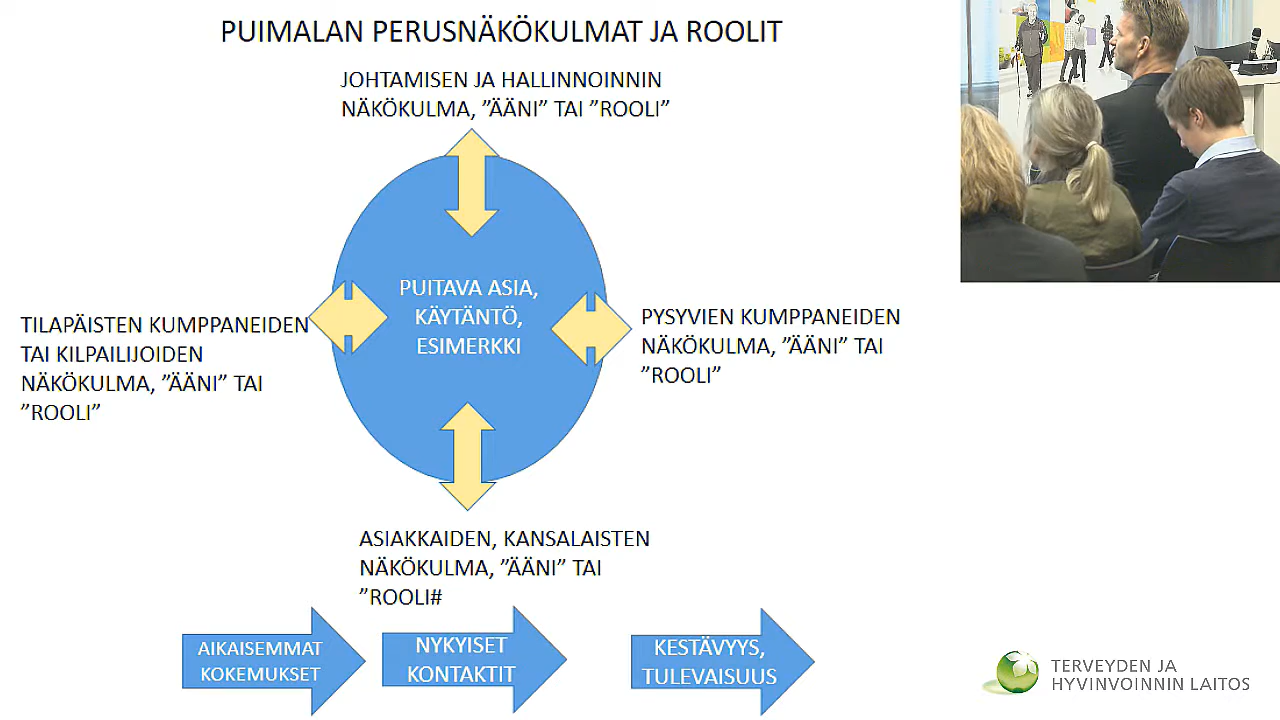 PUIMALAN PERUSNÄKÖKULMAT JA ROOLIT
JOHTAMISEN JA HALLINNOINNIN
NÄKÖKULMA, ”ÄÄNI” TAI ”ROOLI”
PUITAVA ASIA,
KÄYTÄNTÖ,
ESIMERKKI
TILAPÄISTEN KUMPPANEIDEN
TAI KILPAILIJOIDEN
NÄKÖKULMA, ”ÄÄNI” TAI
”ROOLI”
PYSYVIEN KUMPPANEIDEN
NÄKÖKULMA, ”ÄÄNI” TAI
”ROOLI”
ASIAKKAIDEN, KANSALAISTEN
NÄKÖKULMA, ”ÄÄNI” TAI
”ROOLI#
AIKAISEMMAT
KOKEMUKSET
NYKYISET
KONTAKTIT
KESTÄVYYS,
TULEVAISUUS
TERVEYDEN JA
HYVINVOINNIN LAITOS